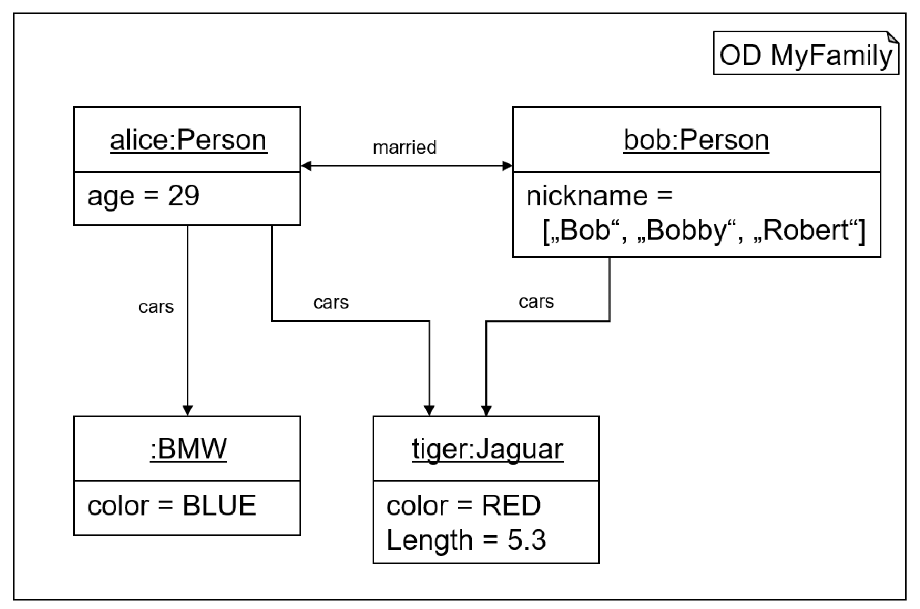 OD MyFamily
alice:Person
age = 29
married
bob:Person
nickname =
[„Bob“, „Bobby“, „Robert“]
cars
cars
cars
:BMW
color = BLUE
tiger:Jaguar
color = RED
Length = 5.3